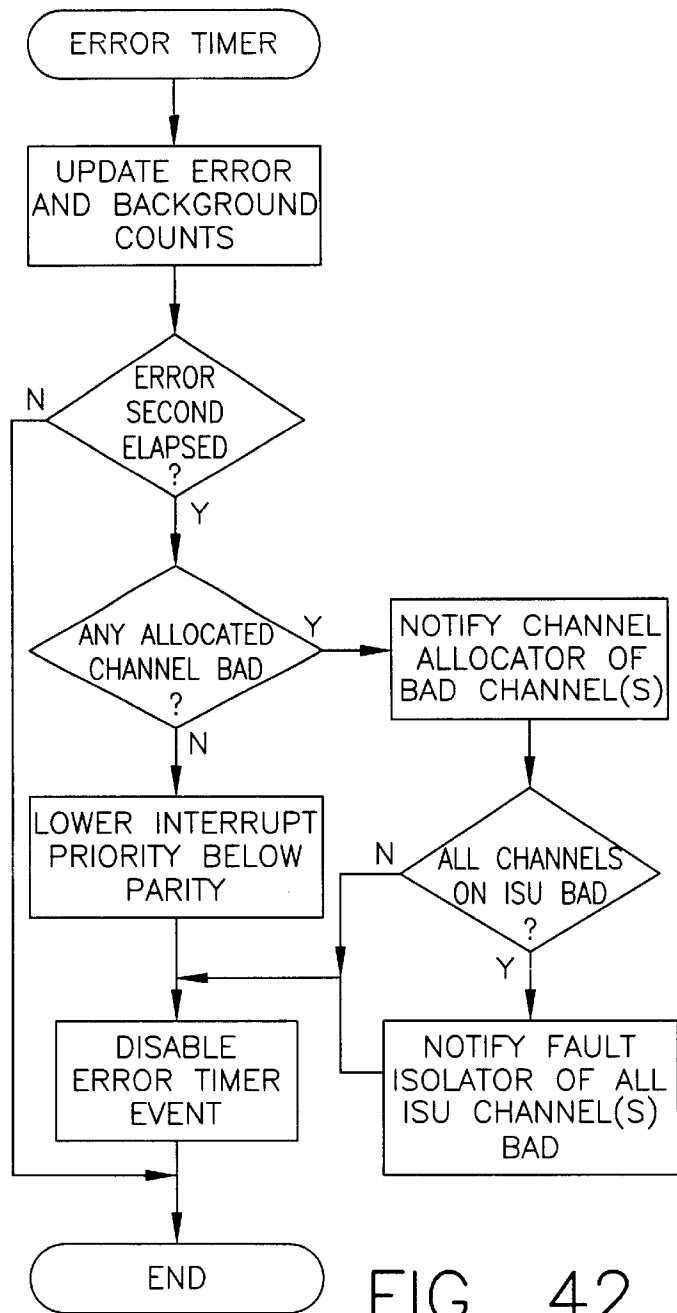 ERROR TIMER
UPDATE ERROR
AND BACKGROUND
COUNTS
ERROR
SECOND
ELAPSED
?
N
Y
ANY ALLOCATED
CHANNEL BAD
?
Y
N
NOTIFY CHANNEL
ALLOCATOR OF
BAD CHANNEL(S)
LOWER INTERRUPT
PRIORITY BELOW
PARITY
ALL CHANNELS
ON ISU BAD
?
N
Y
DISABLE
ERROR TIMER
EVENT
NOTIFY FAULT
ISOLATOR OF ALL
ISU CHANNEL(S)
BAD
END
FIG. 42